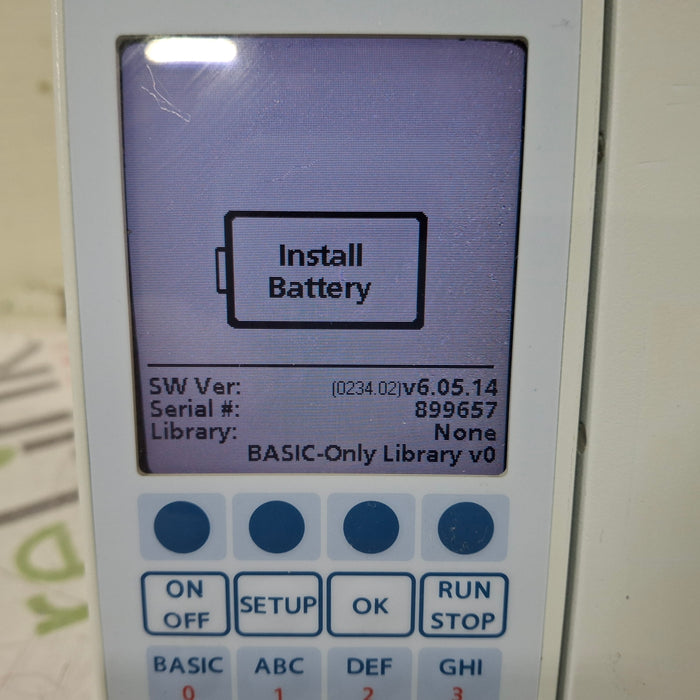 Install
Battery
SW Ver: (0234.02)v6.05.14
Serial #: 899657
Library: None
BASIC-Only Library v0
ON OFF SETUP OK RUN STOP
BASIC ABC DEF GHI
0 1 2 3